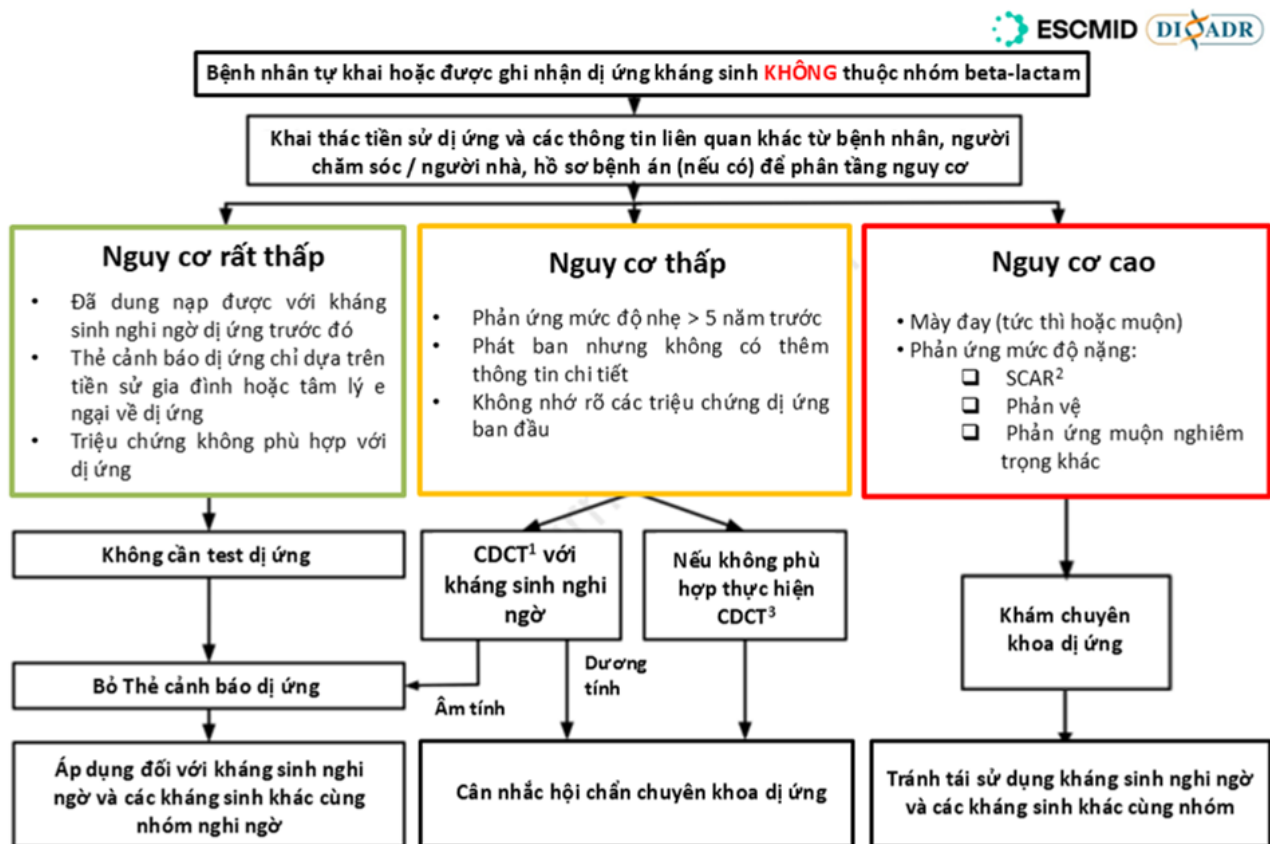 ESCMID DI ADR
Bệnh nhân tự khai hoặc được ghi nhận dị ứng kháng sinh KHÔNG thuộc nhóm beta-lactam
Khai thác tiền sử dị ứng và các thông tin liên quan khác từ bệnh nhân, người
chăm sóc / người nhà, hồ sơ bệnh án (nếu có) để phân tầng nguy cơ
Nguy cơ rất thấp
• Đã dung nạp được với kháng
sinh nghi ngờ dị ứng trước đó
• Thẻ cảnh báo dị ứng chỉ dựa trên
tiền sử gia đình hoặc tâm lý e
ngại về dị ứng
• Triệu chứng không phù hợp với
dị ứng
Nguy cơ thấp
• Phản ứng mức độ nhẹ > 5 năm trước
• Phát ban nhưng không có thêm
thông tin chi tiết
• Không nhớ rõ các triệu chứng dị ứng
ban đầu
Nguy cơ cao
• Mày đay (tức thì hoặc muộn)
• Phản ứng mức độ nặng:
❑ SCAR²
❑ Phản vệ
❑ Phản ứng muộn nghiêm
trọng khác
Không cần test dị ứng
CDCT¹ với
kháng sinh nghi
ngờ
Nếu không phù
hợp thực hiện
CDCT³
Khám chuyên
khoa dị ứng
Bỏ Thẻ cảnh báo dị ứng
Âm tính
Dương
tính
Áp dụng đối với kháng sinh nghi
ngờ và các kháng sinh khác cùng
nhóm nghi ngờ
Cân nhắc hội chẩn chuyên khoa dị ứng
Tránh tái sử dụng kháng sinh nghi ngờ
và các kháng sinh khác cùng nhóm